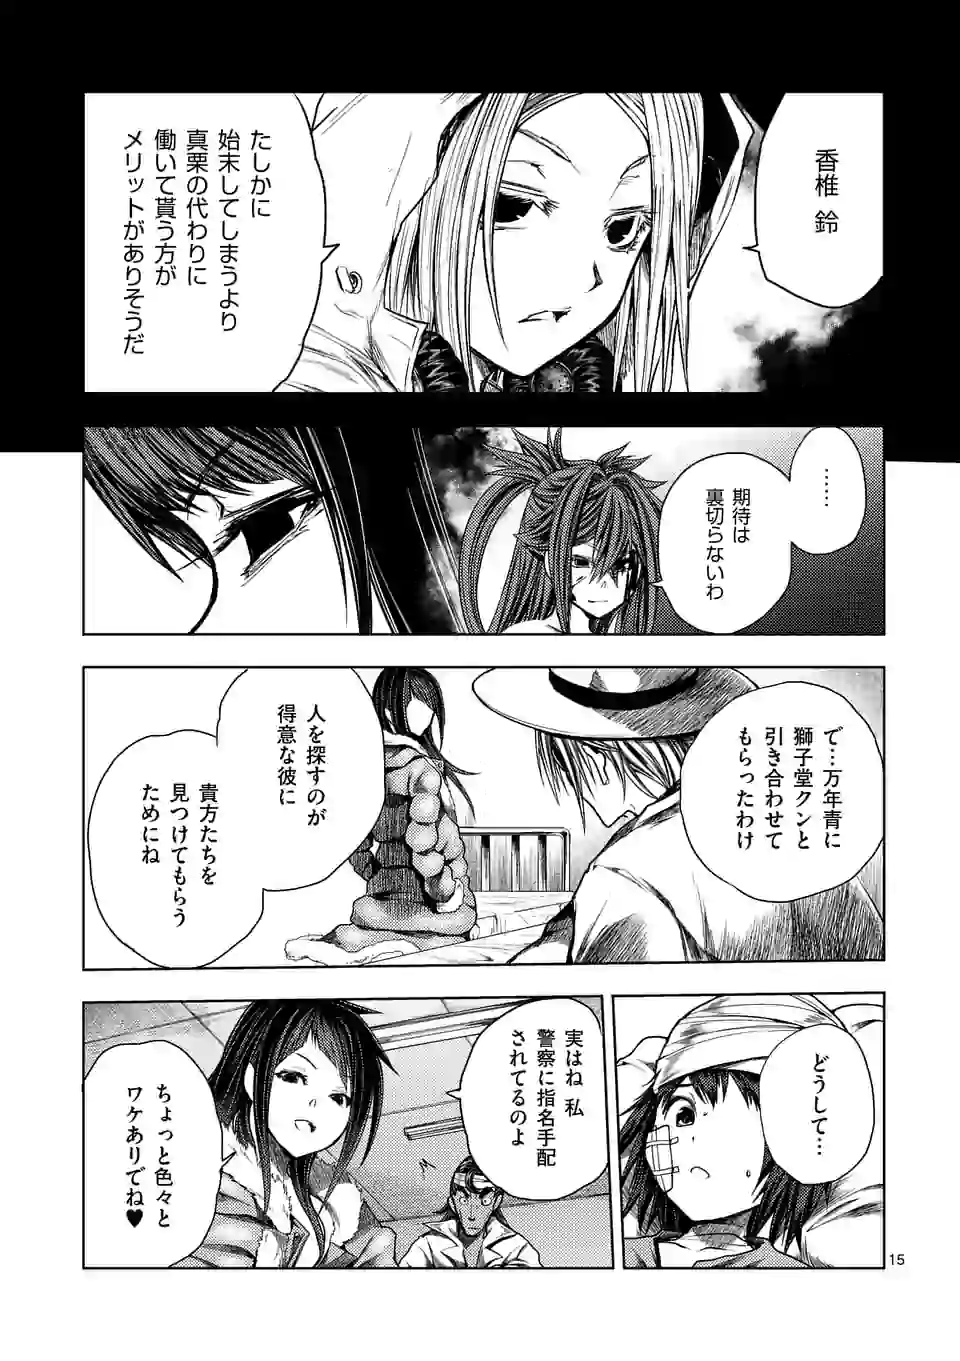 香椎 鈴
たしかに
始末してしまうより
真栗の代わりに
働いて貰う方が
メリットがありそうだ
……
期待は
裏切らないわ
で…万年青に
獅子堂クンと
引き合わせて
もらったわけ
人を探すのが
得意な彼に
貴方たちを
見つけてもらう
ためにね
どうして…
実はね 私
警察に指名手配
されてるのよ
ちょっと色々と
ワケありでね♥
15